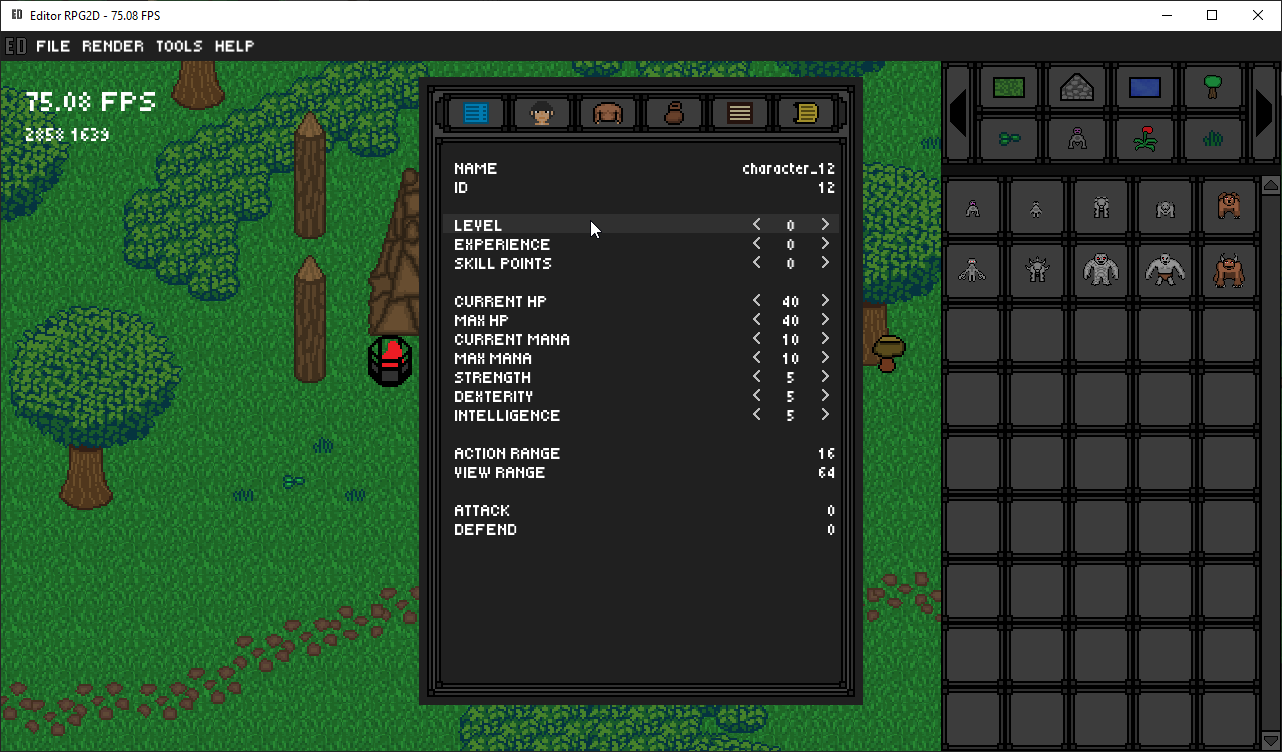 Editor RPG2D - 75.08 FPS
ED FILE RENDER TOOLS HELP
75.08 FPS
2858 1639
NAME character_12
ID 12
LEVEL < 0 >
EXPERIENCE < 0 >
SKILL POINTS < 0 >
CURRENT HP < 40 >
MAX HP < 40 >
CURRENT MANA < 10 >
MAX MANA < 10 >
STRENGTH < 5 >
DEXTERITY < 5 >
INTELLIGENCE < 5 >
ACTION RANGE 16
VIEW RANGE 64
ATTACK 0
DEFEND 0